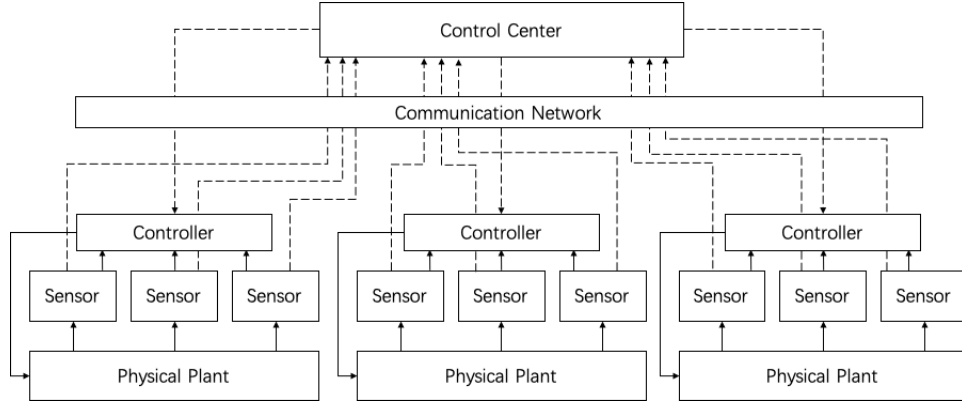 Control Center
Communication Network
Controller
Controller
Controller
Sensor
Sensor
Sensor
Sensor
Sensor
Sensor
Sensor
Sensor
Sensor
Physical Plant
Physical Plant
Physical Plant